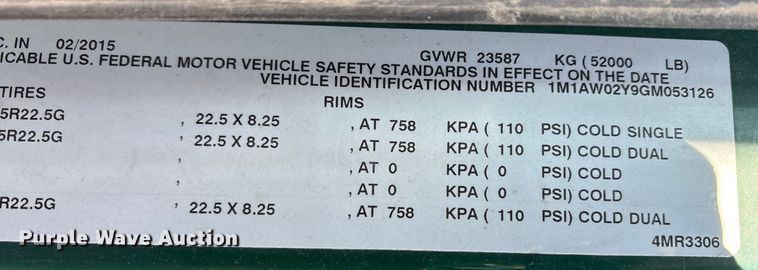 C. IN 02/2015 GVWR 23587 KG ( 52000 LB)
ICABLE U.S. FEDERAL MOTOR VEHICLE SAFETY STANDARDS IN EFFECT ON THE DATE
VEHICLE IDENTIFICATION NUMBER 1M1AW02Y9GM053126
TIRES RIMS
5R22.5G , 22.5 X 8.25 , AT 758 KPA ( 110 PSI) COLD SINGLE
5R22.5G , 22.5 X 8.25 , AT 758 KPA ( 110 PSI) COLD DUAL
, , AT 0 KPA ( 0 PSI) COLD
, , AT 0 KPA ( 0 PSI) COLD
R22.5G , 22.5 X 8.25 , AT 758 KPA ( 110 PSI) COLD DUAL
4MR3306
Purple Wave Auction